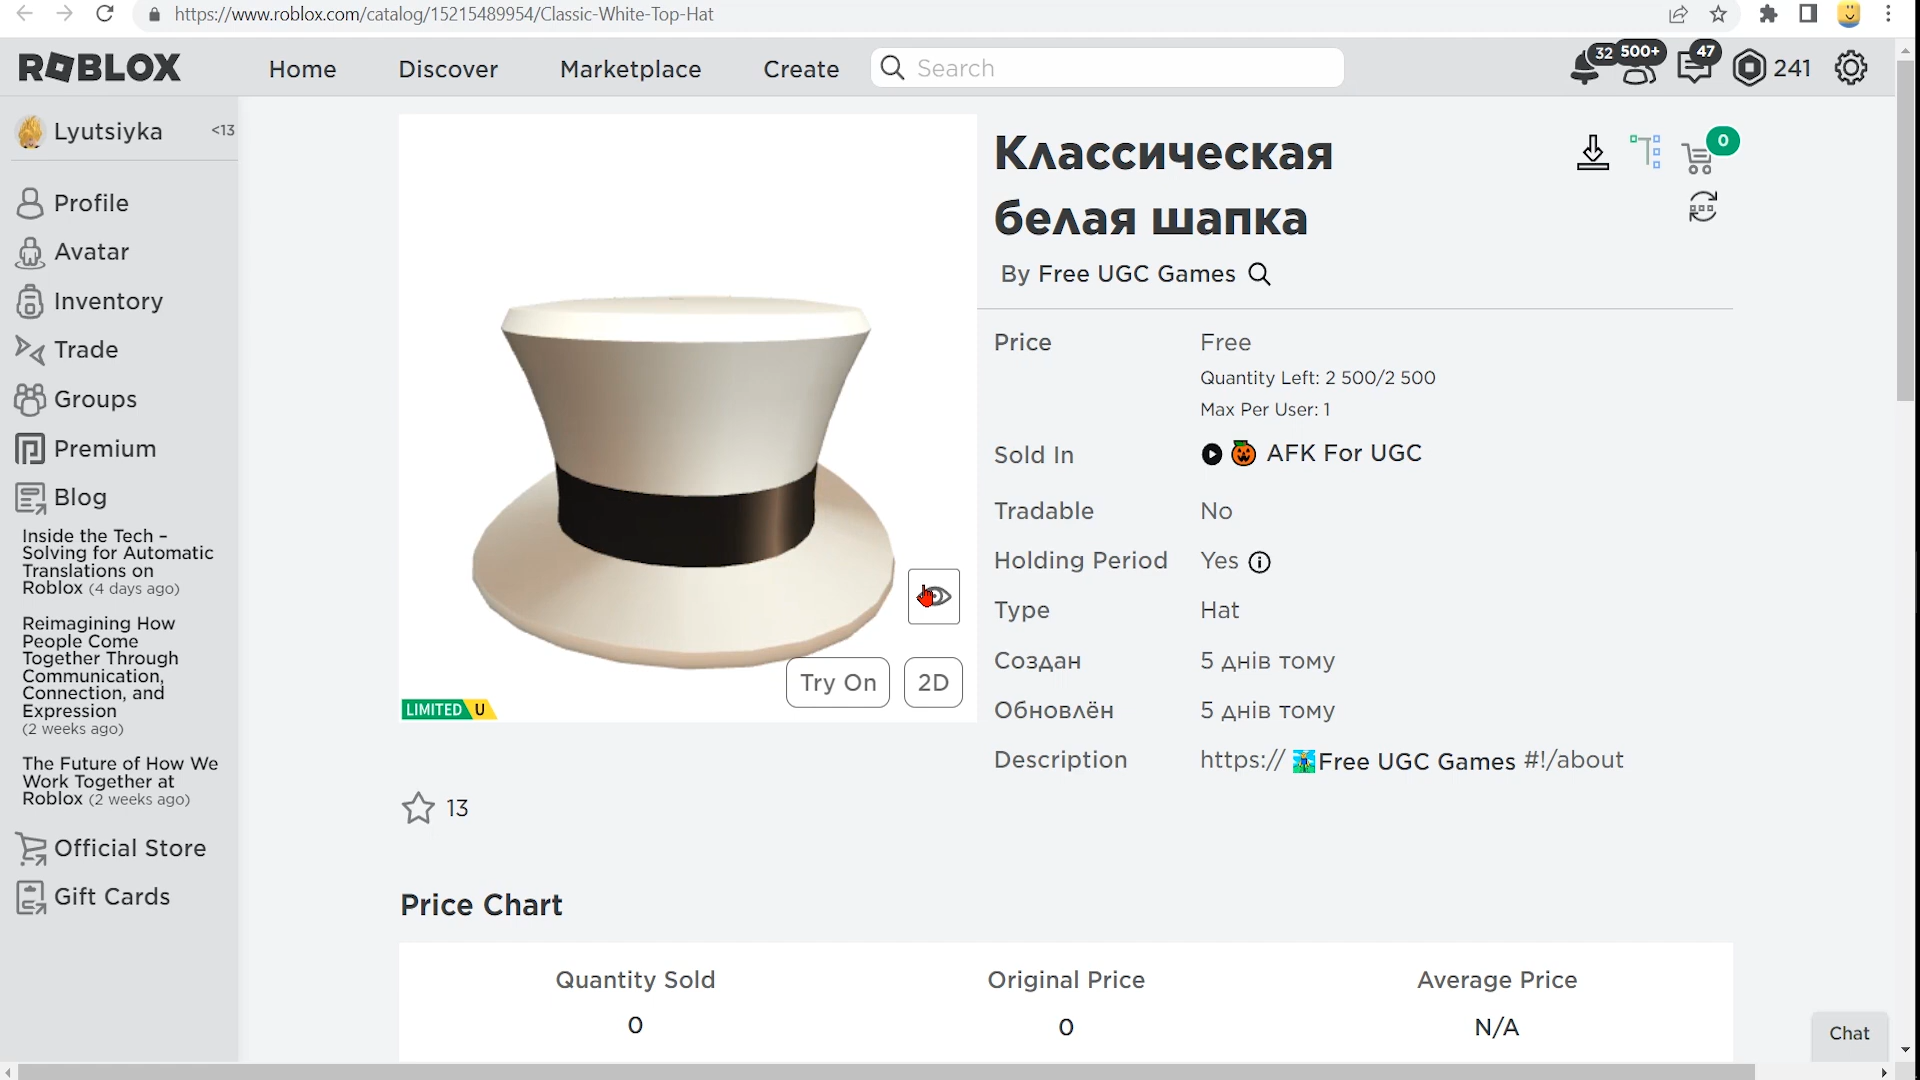 https://www.roblox.com/catalog/15215489954/Classic-White-Top-Hat
ROBLOX
Home
Discover
Marketplace
Create
Search
32
500+
47
241
Lyutsiyka
<13
Profile
Avatar
Inventory
Trade
Groups
Premium
Blog
Inside the Tech –
Solving for Automatic
Translations on
Roblox (4 days ago)
Reimagining How
People Come
Together Through
Communication,
Connection, and
Expression
(2 weeks ago)
The Future of How We
Work Together at
Roblox (2 weeks ago)
Official Store
Gift Cards
Try On
2D
LIMITED U
13
Классическая
белая шапка
0
By Free UGC Games
Price Free
Quantity Left: 2 500/2 500
Max Per User: 1
Sold In AFK For UGC
Tradable No
Holding Period Yes
Type Hat
Создан 5 днів тому
Обновлён 5 днів тому
Description https:// Free UGC Games #!/about
Price Chart
Quantity Sold Original Price Average Price
0 0 N/A
Chat